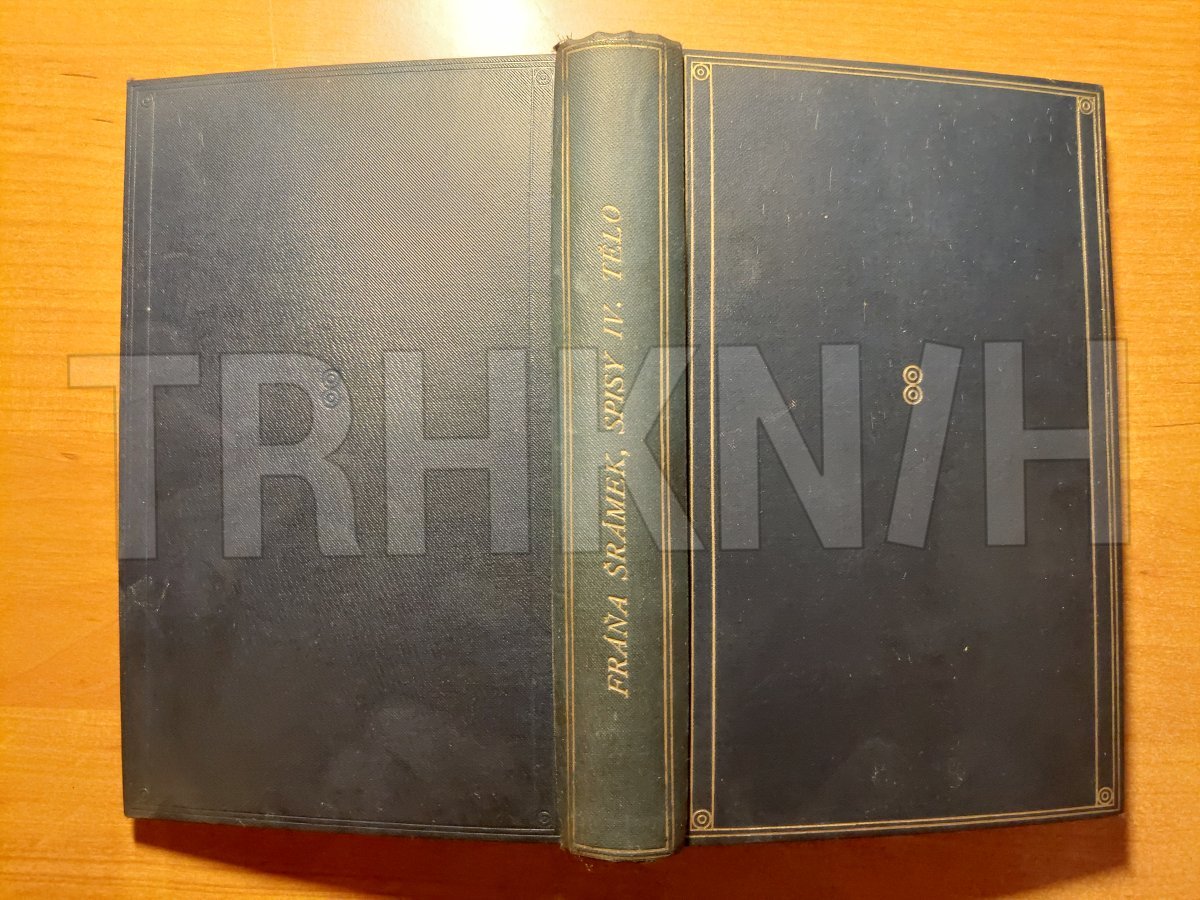 FRÁŇA ŠRÁMEK, SPISY IV. TĚLO
TRHKNIH